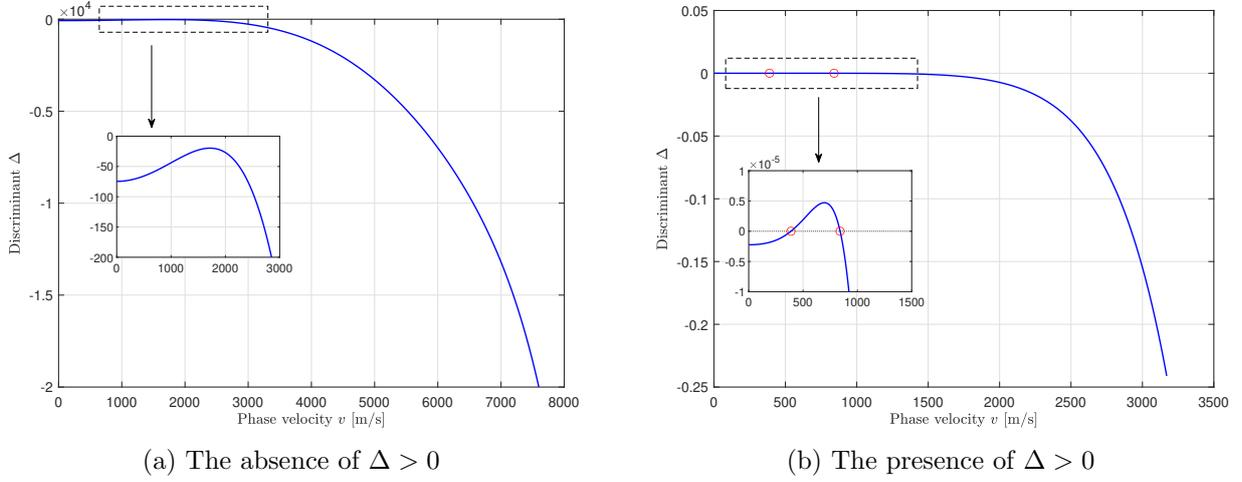 ×10⁴
0
-0.5
-1
-1.5
-2
Discriminant Δ
0
-50
-100
-150
-200
0 1000 2000 3000
0 1000 2000 3000 4000 5000 6000 7000 8000
Phase velocity v [m/s]
(a) The absence of Δ > 0
0.05
0
-0.05
-0.1
-0.15
-0.2
-0.25
Discriminant Δ
×10⁻⁵
1
0.5
0
-0.5
-1
0 500 1000 1500
0 500 1000 1500 2000 2500 3000 3500
Phase velocity v [m/s]
(b) The presence of Δ > 0